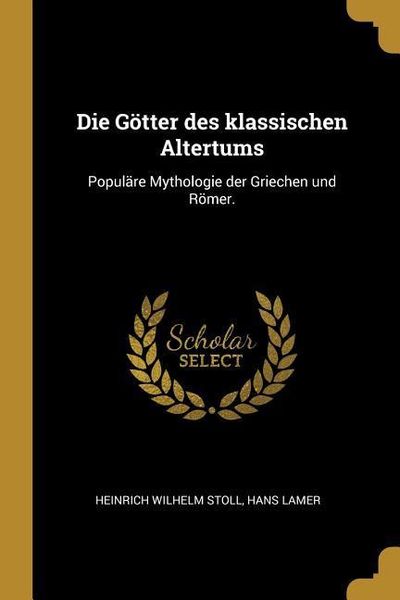 Die Götter des klassischen
Altertums
Populäre Mythologie der Griechen und
Römer.
Scholar
SELECT
HEINRICH WILHELM STOLL, HANS LAMER